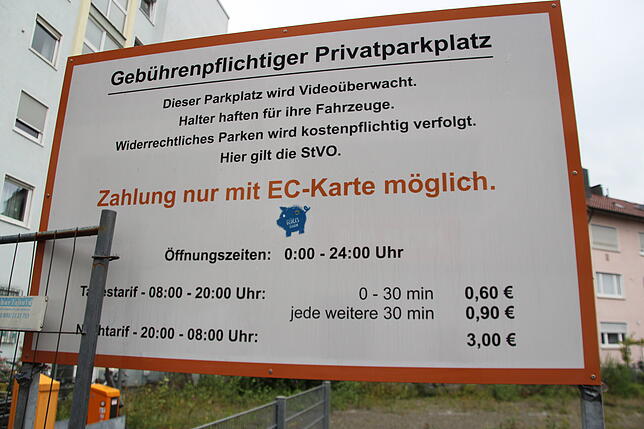 Gebührenpflichtiger Privatparkplatz
Dieser Parkplatz wird Videoüberwacht.
Halter haften für ihre Fahrzeuge.
Widerrechtliches Parken wird kostenpflichtig verfolgt.
Hier gilt die StVO.
Zahlung nur mit EC-Karte möglich.
Öffnungszeiten: 0:00 - 24:00 Uhr
Tagestarif - 08:00 - 20:00 Uhr: 0 - 30 min 0,60 €
jede weitere 30 min 0,90 €
Nachttarif - 20:00 - 08:00 Uhr: 3,00 €